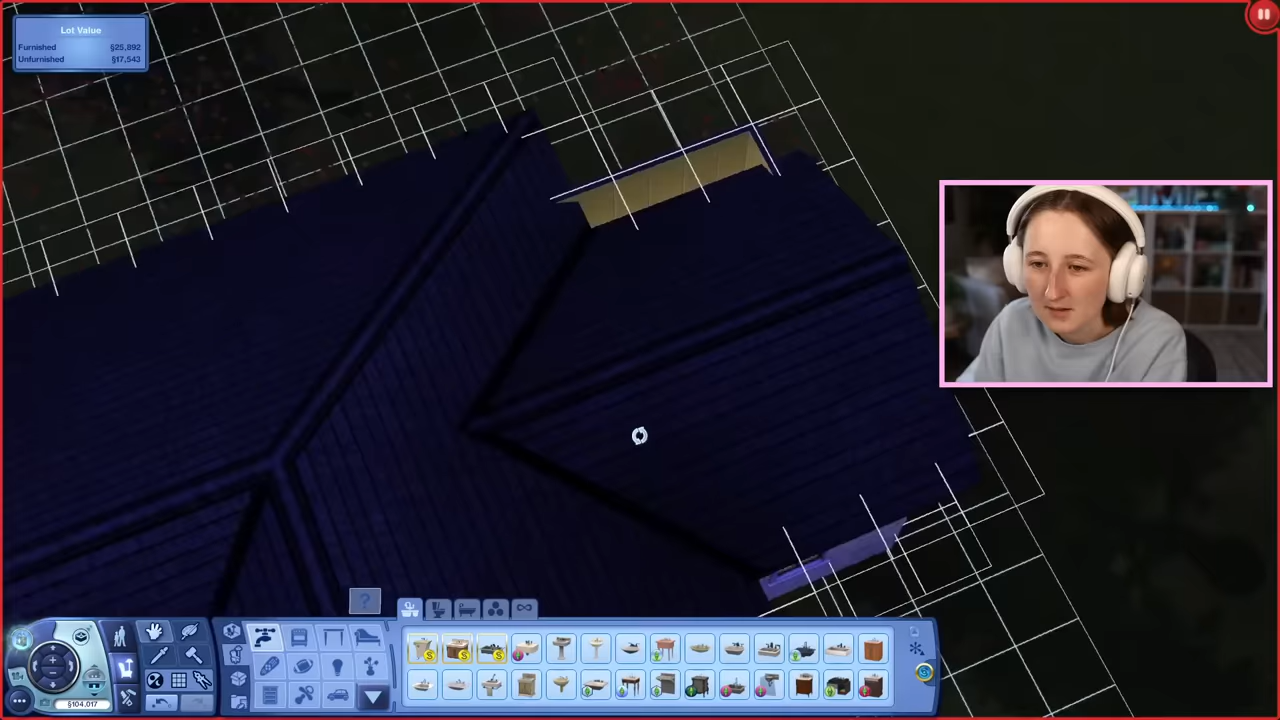 Lot Value
Furnished §25,892
Unfurnished §17,543
?
§104,017